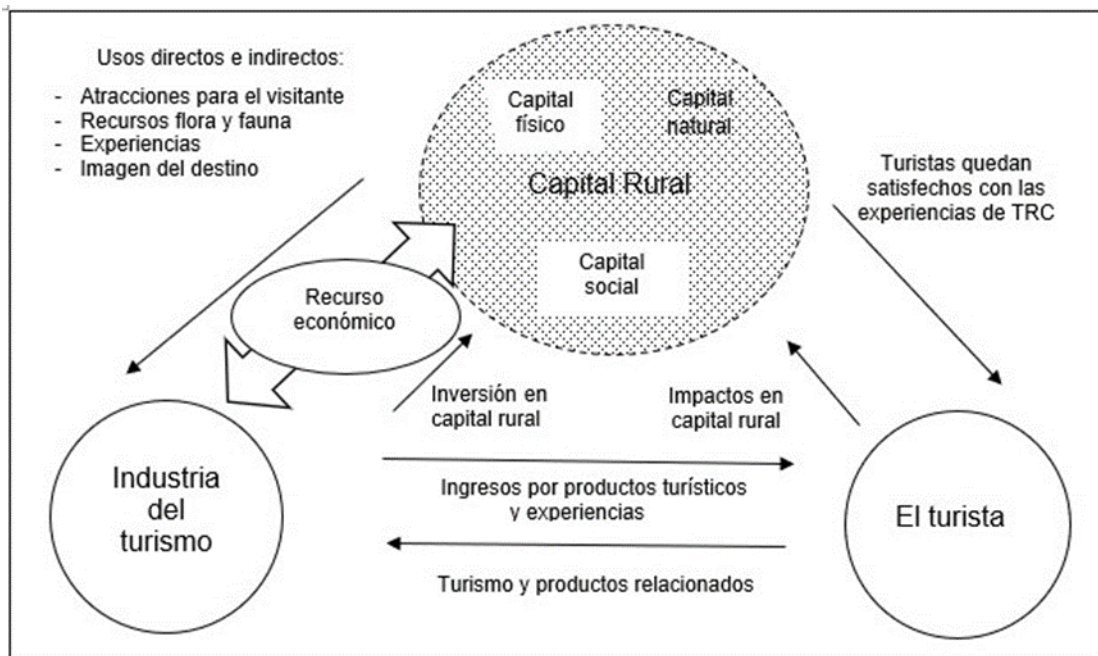 Usos directos e indirectos:
- Atracciones para el visitante
- Recursos flora y fauna
- Experiencias
- Imagen del destino
Capital
físico
Capital
natural
Capital Rural
Capital
social
Turistas quedan
satisfechos con las
experiencias de TRC
Recurso
económico
Inversión en
capital rural
Impactos en
capital rural
Industria
del
turismo
Ingresos por productos turísticos
y experiencias
El turista
Turismo y productos relacionados